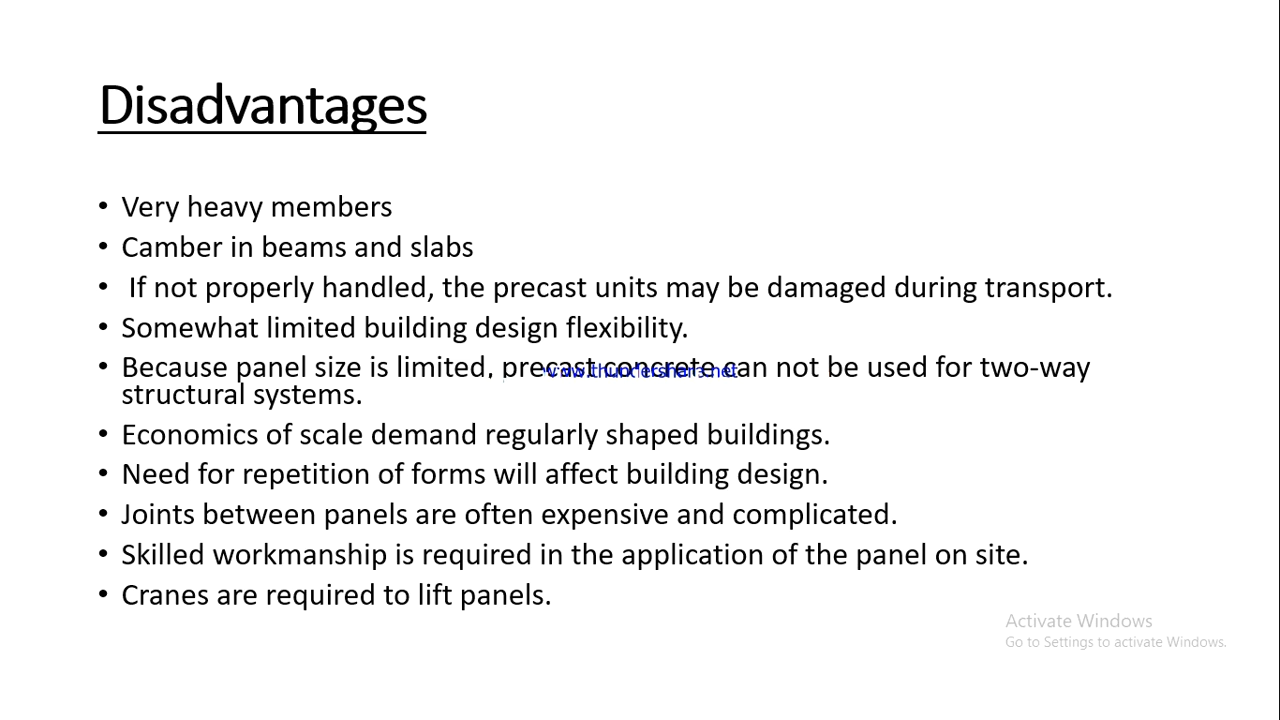 Disadvantages
• Very heavy members
• Camber in beams and slabs
• If not properly handled, the precast units may be damaged during transport.
• Somewhat limited building design flexibility.
• Because panel size is limited, precast concrete can not be used for two-way
structural systems.
• Economics of scale demand regularly shaped buildings.
• Need for repetition of forms will affect building design.
• Joints between panels are often expensive and complicated.
• Skilled workmanship is required in the application of the panel on site.
• Cranes are required to lift panels.
Activate Windows
Go to Settings to activate Windows.